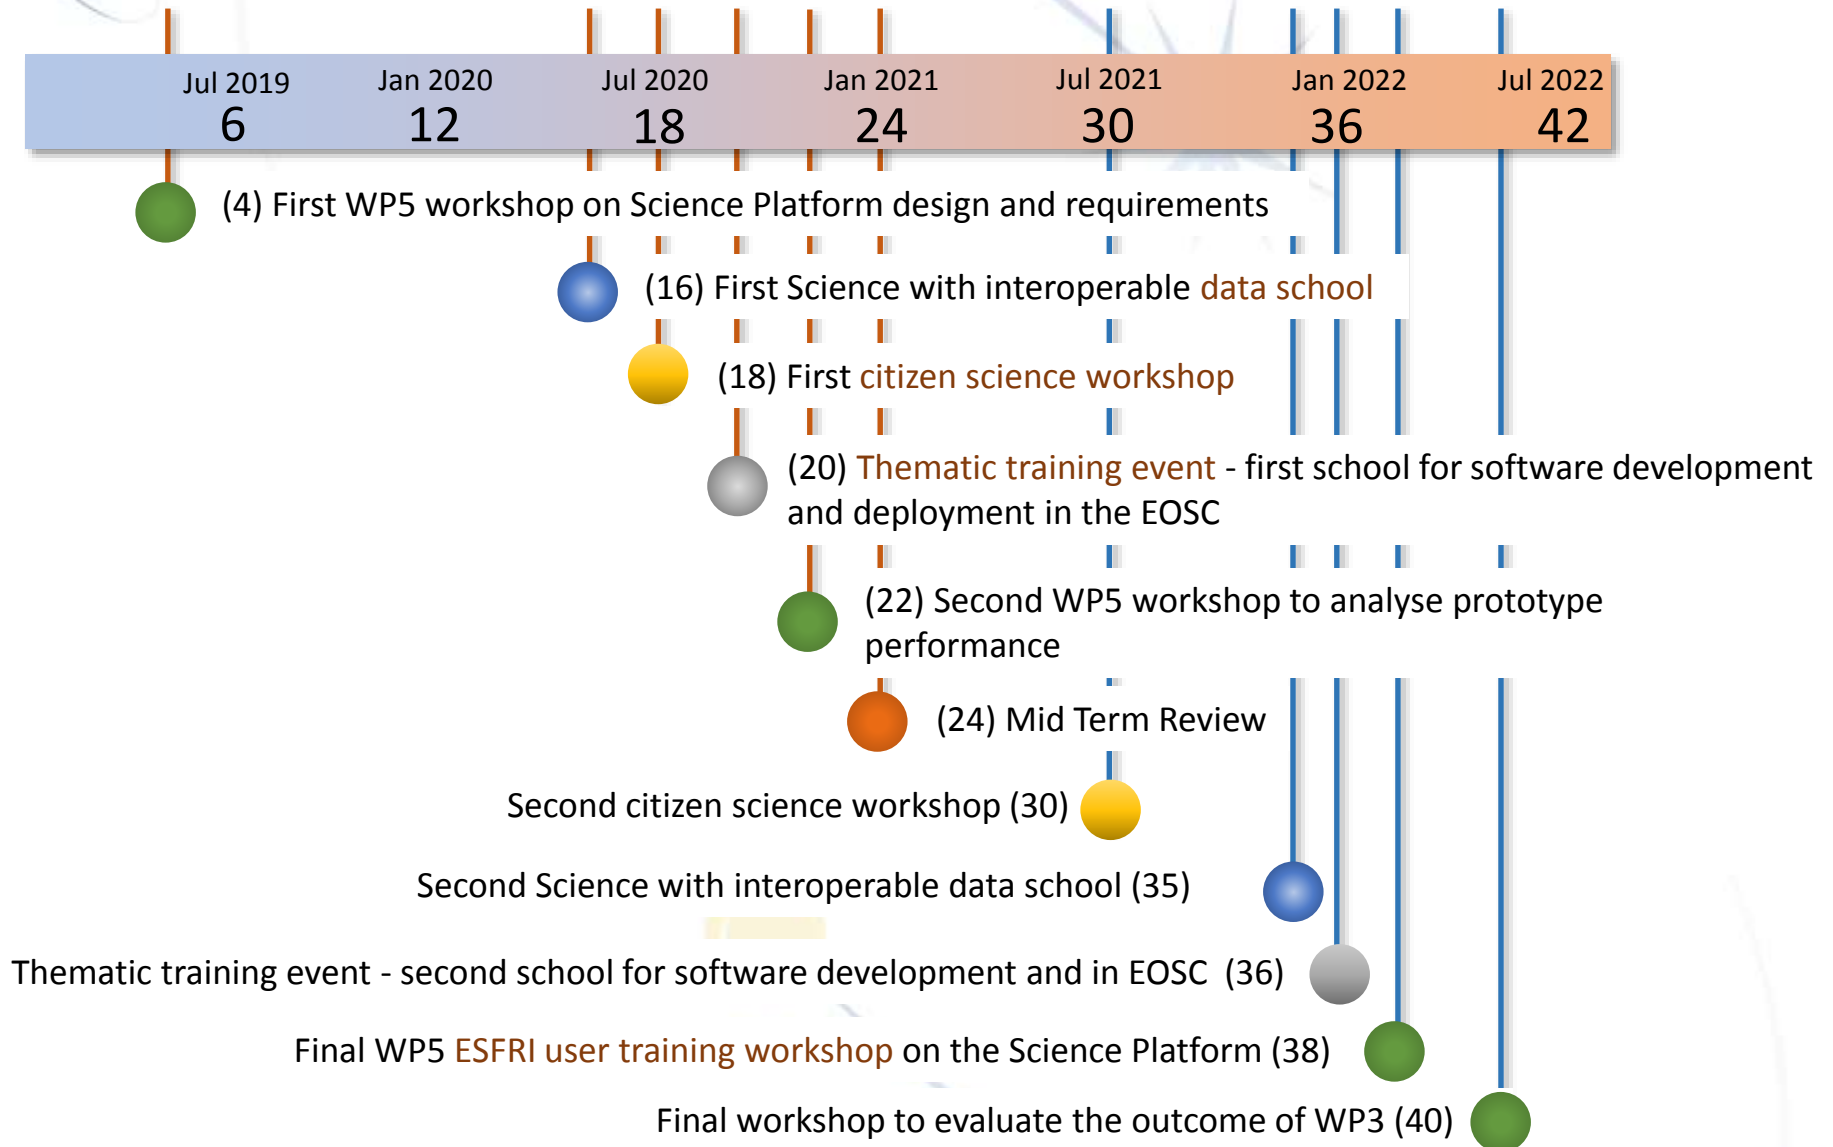 Jul 2019 Jan 2020 Jul 2020 Jan 2021 Jul 2021 Jan 2022 Jul 2022
6 12 18 24 30 36 42
(4) First WP5 workshop on Science Platform design and requirements
(16) First Science with interoperable data school
(18) First citizen science workshop
(20) Thematic training event - first school for software development
and deployment in the EOSC
(22) Second WP5 workshop to analyse prototype
performance
(24) Mid Term Review
Second citizen science workshop (30)
Second Science with interoperable data school (35)
Thematic training event - second school for software development and in EOSC (36)
Final WP5 ESFRI user training workshop on the Science Platform (38)
Final workshop to evaluate the outcome of WP3 (40)